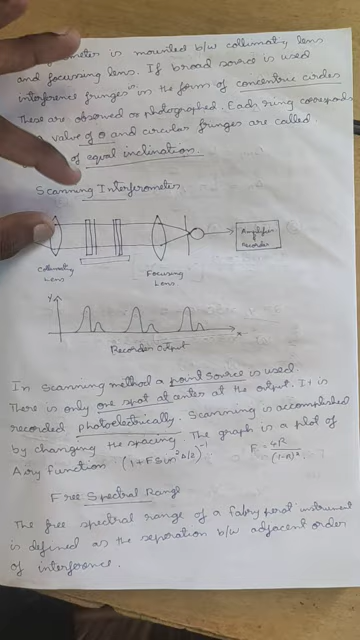 meter is mounted b/w collimatig lens
and focussing lens. If broad source is used
interference fringes in the form of concentric circles
These are observed or photographed. Each ring corresponds
value of θ and circular fringes are called
of equal inclination
Scanning Interferometer
Amplifier
recorder
Collimatig
Lens
Focusing
Lens
Y
x
Recorder Output
In Scanning method a point source is used.
There is only one spot at enter at the output. It is
recorded photoelectrically. Scanning is accomplished
by changing the spacing. The graph is a plot of
Airy function (1+F Sin² Δ/2)⁻¹ F = 4R/(1-R)²
Free Spectral Range
The free spectral range of a fabry perot instrument
is defined as the seperation b/w adjacent order
of interference.